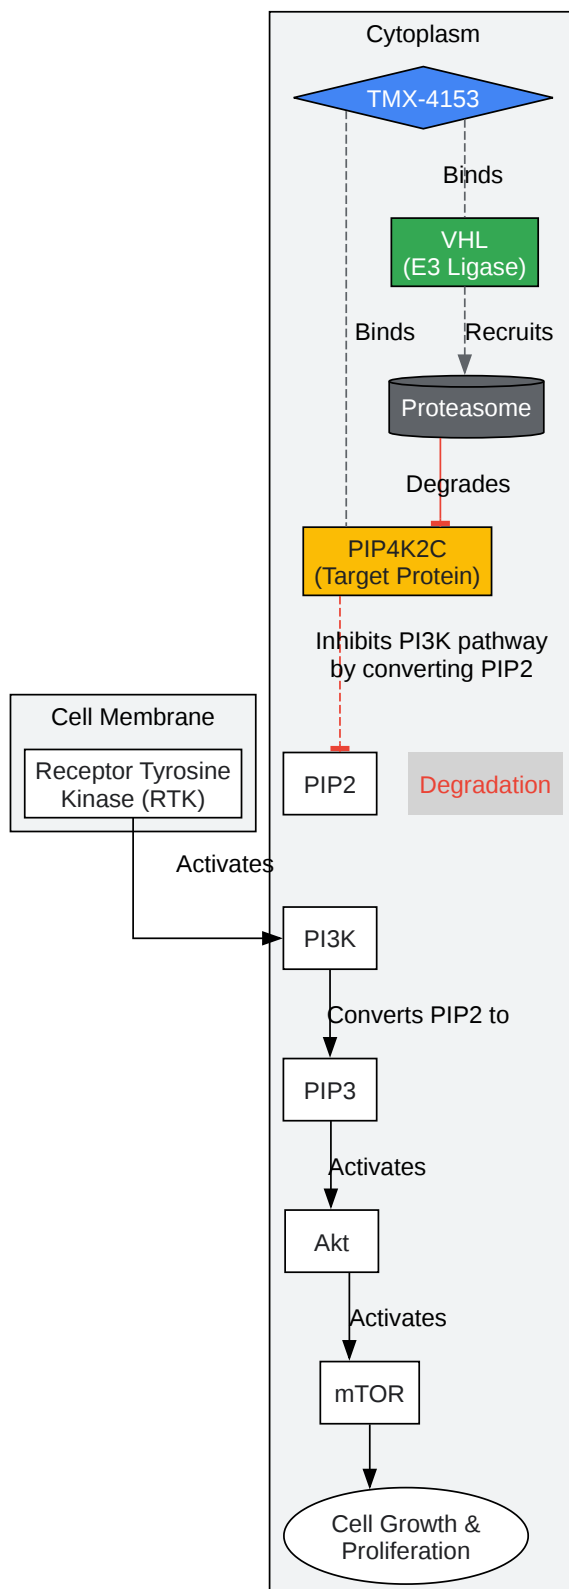 Cytoplasm
TMX-4153
Binds
VHL
(E3 Ligase)
Binds
Recruits
Proteasome
Degrades
PIP4K2C
(Target Protein)
Inhibits PI3K pathway
by converting PIP2
Cell Membrane
Receptor Tyrosine
Kinase (RTK)
PIP2
Degradation
Activates
PI3K
Converts PIP2 to
PIP3
Activates
Akt
Activates
mTOR
Cell Growth &
Proliferation